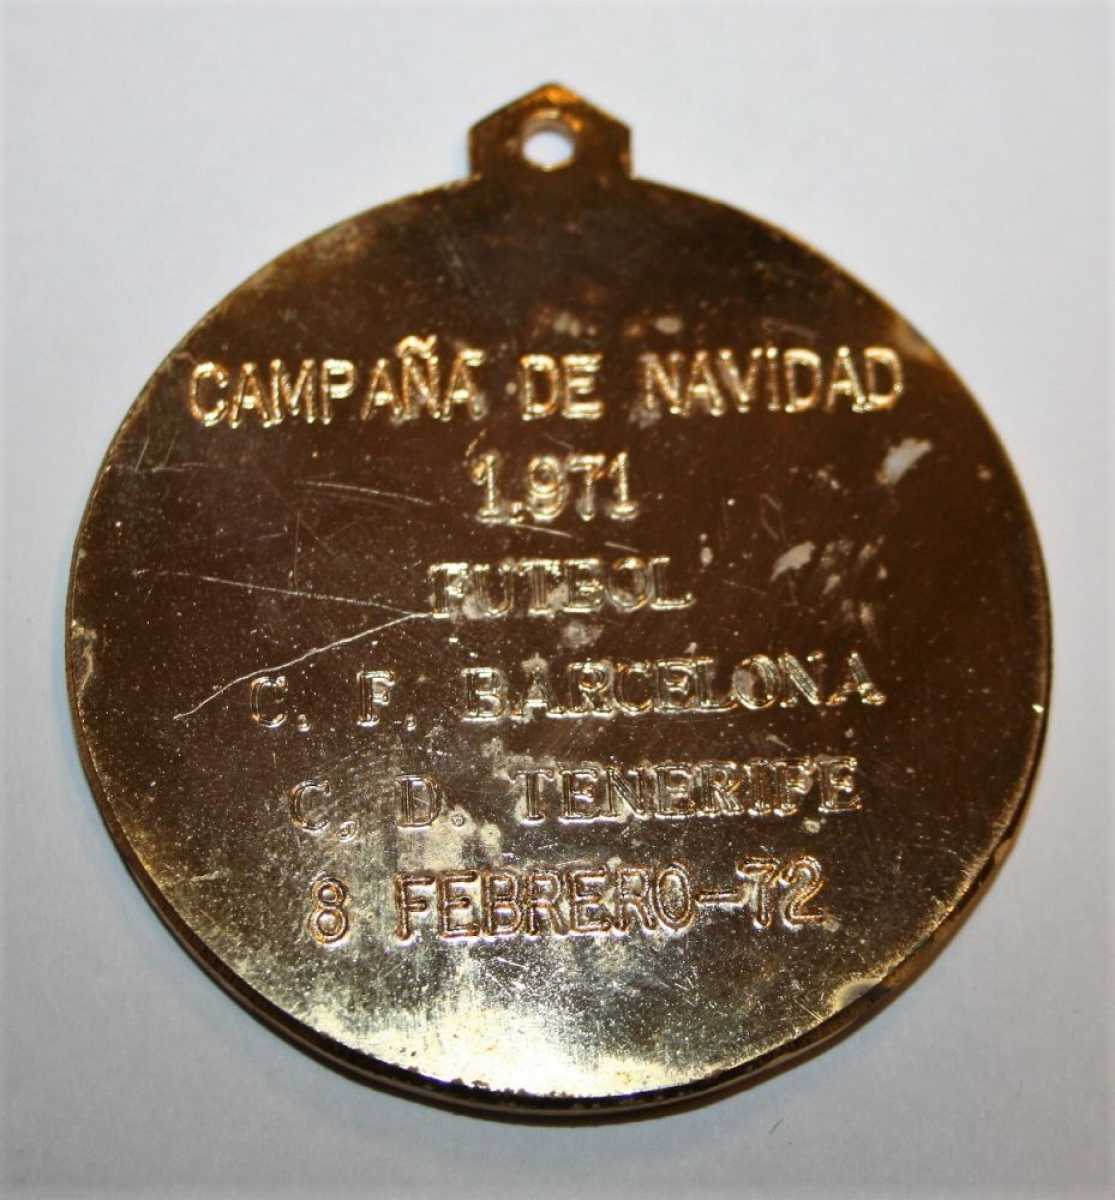 CAMPAÑA DE NAVIDAD
1.971
FUTBOL
C. F. BARCELONA
C. D. TENERIFE
8 FEBRERO-72